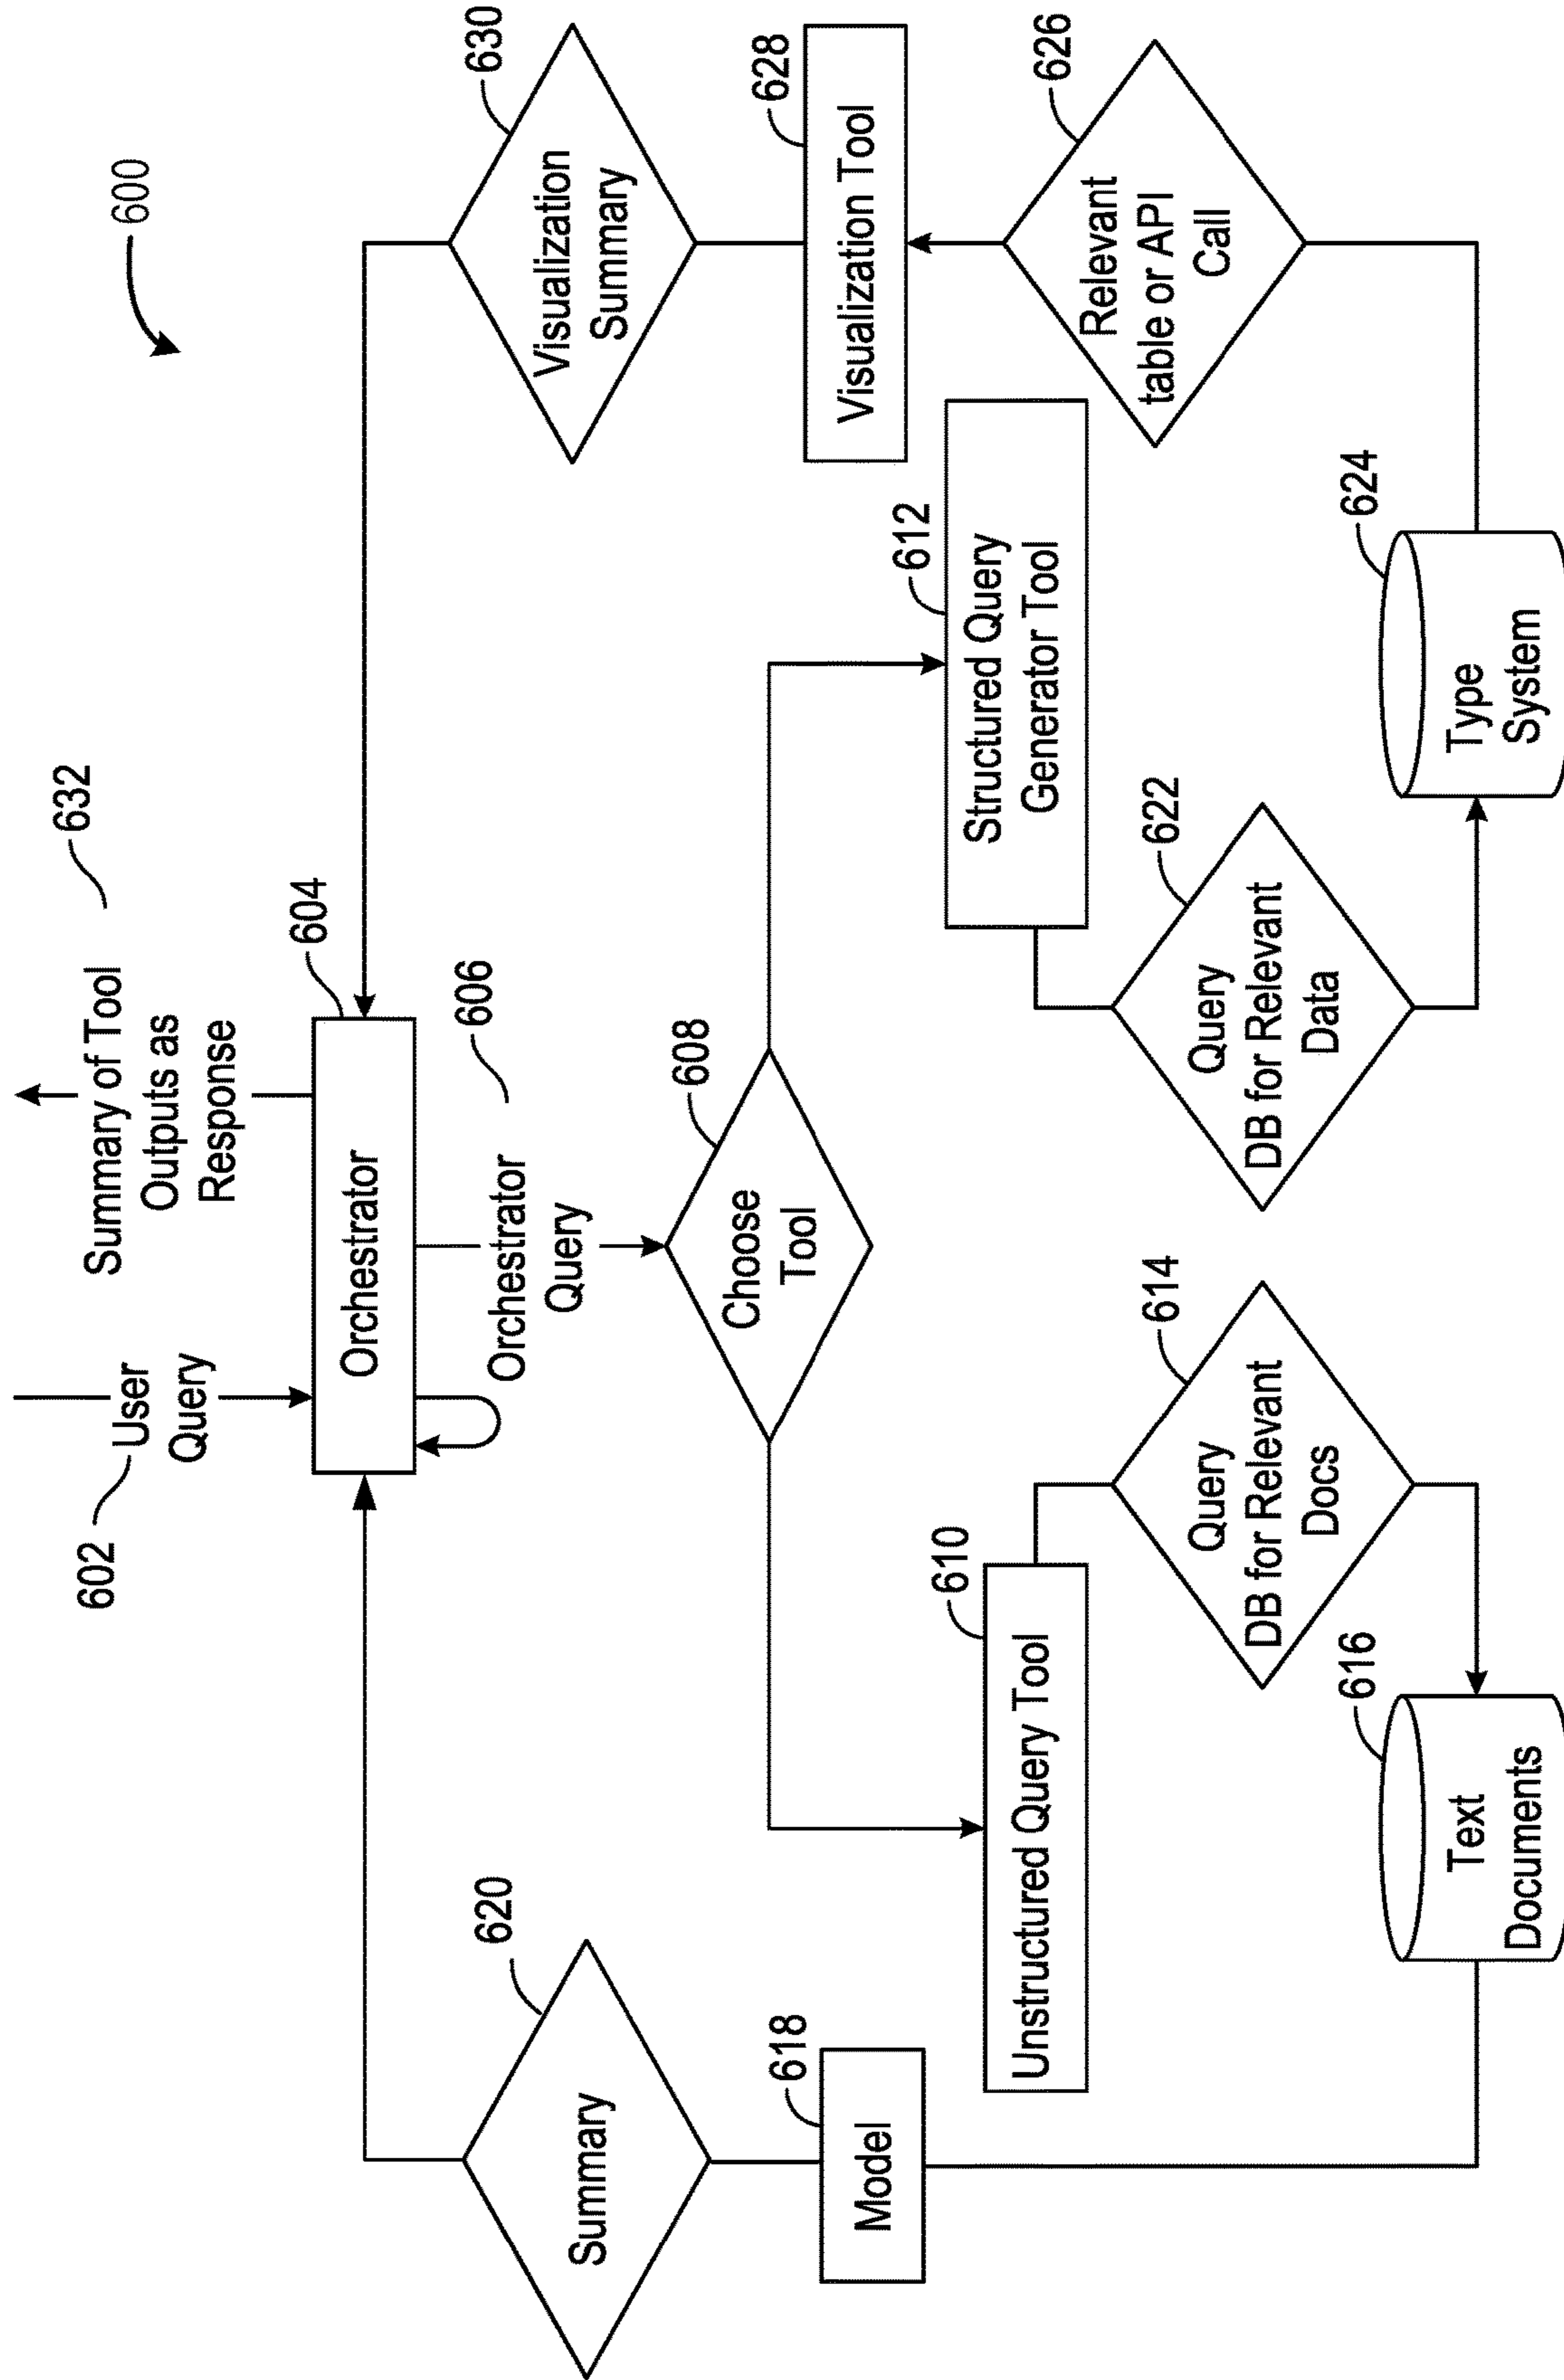 600
632
Summary of Tool
Outputs as
Response
602
User
Query
604
Orchestrator
606
Orchestrator
Query
620
Summary
630
Visualization
Summary
608
Choose
Tool
618
Model
628
Visualization Tool
610
Unstructured Query Tool
612
Structured Query
Generator Tool
614
Query
DB for Relevant
Docs
622
Query
DB for Relevant
Data
626
Relevant
table or API
Call
616
Text
Documents
624
Type
System